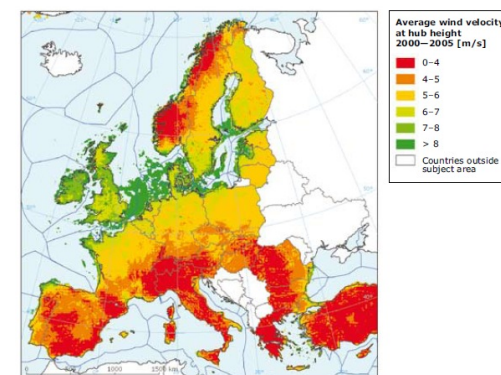 Average wind velocity
at hub height
2000—2005 [m/s]
0–4
4–5
5–6
6–7
7–8
> 8
Countries outside
subject area
0
1000
1500 km